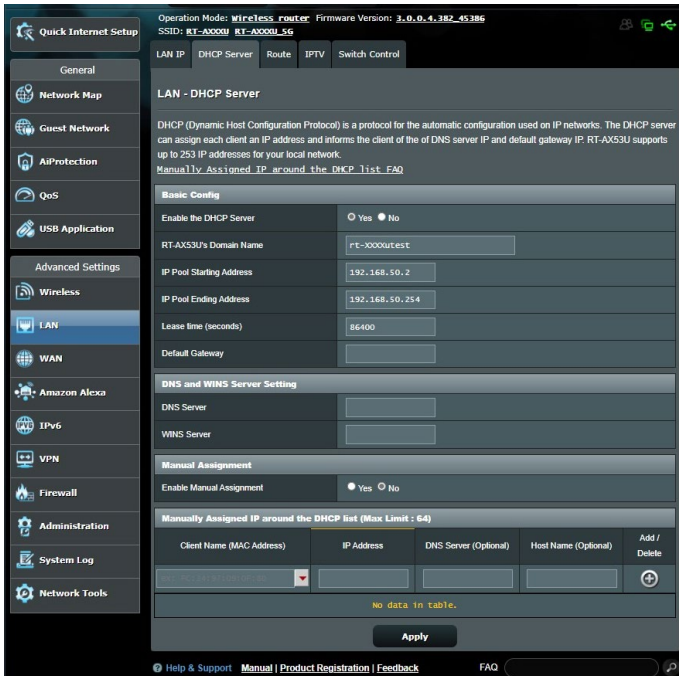 Quick Internet Setup
General
Network Map
Guest Network
AiProtection
QoS
USB Application
Advanced Settings
Wireless
LAN
WAN
Amazon Alexa
IPv6
VPN
Firewall
Administration
System Log
Network Tools
Operation Mode: Wireless router Firmware Version: 3.0.0.4.382_45386
SSID: RT-AXXXU RT-AXXXU_5G
LAN IP DHCP Server Route IPTV Switch Control
LAN - DHCP Server
DHCP (Dynamic Host Configuration Protocol) is a protocol for the automatic configuration used on IP networks. The DHCP server
can assign each client an IP address and informs the client of the of DNS server IP and default gateway IP. RT-AX53U supports
up to 253 IP addresses for your local network.
Manually Assigned IP around the DHCP list FAQ
Basic Config
Enable the DHCP Server Yes No
RT-AX53U's Domain Name rt-XXXXutest
IP Pool Starting Address 192.168.50.2
IP Pool Ending Address 192.168.50.254
Lease time (seconds) 86400
Default Gateway
DNS and WINS Server Setting
DNS Server
WINS Server
Manual Assignment
Enable Manual Assignment Yes No
Manually Assigned IP around the DHCP list (Max Limit : 64)
Client Name (MAC Address) IP Address DNS Server (Optional) Host Name (Optional) Add /
Delete
No data in table.
Apply
Help & Support Manual | Product Registration | Feedback FAQ